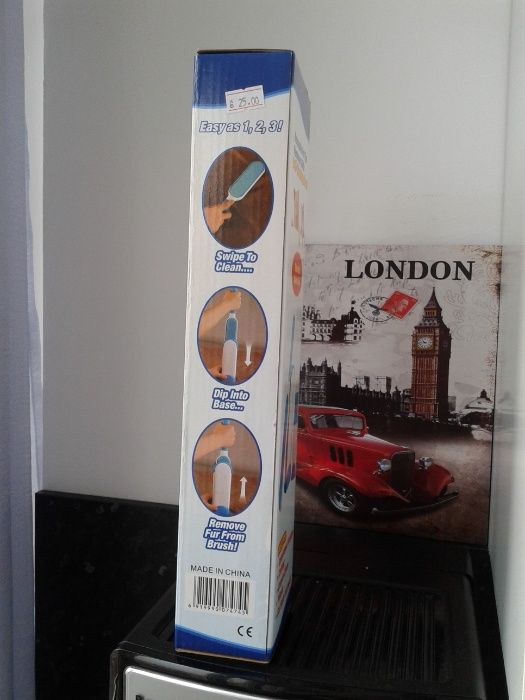 25.00
Easy as 1, 2, 3!
Swipe To
Clean....
Dip Into
Base...
Remove
Fur From
Brush!
MADE IN CHINA
CE
LONDON